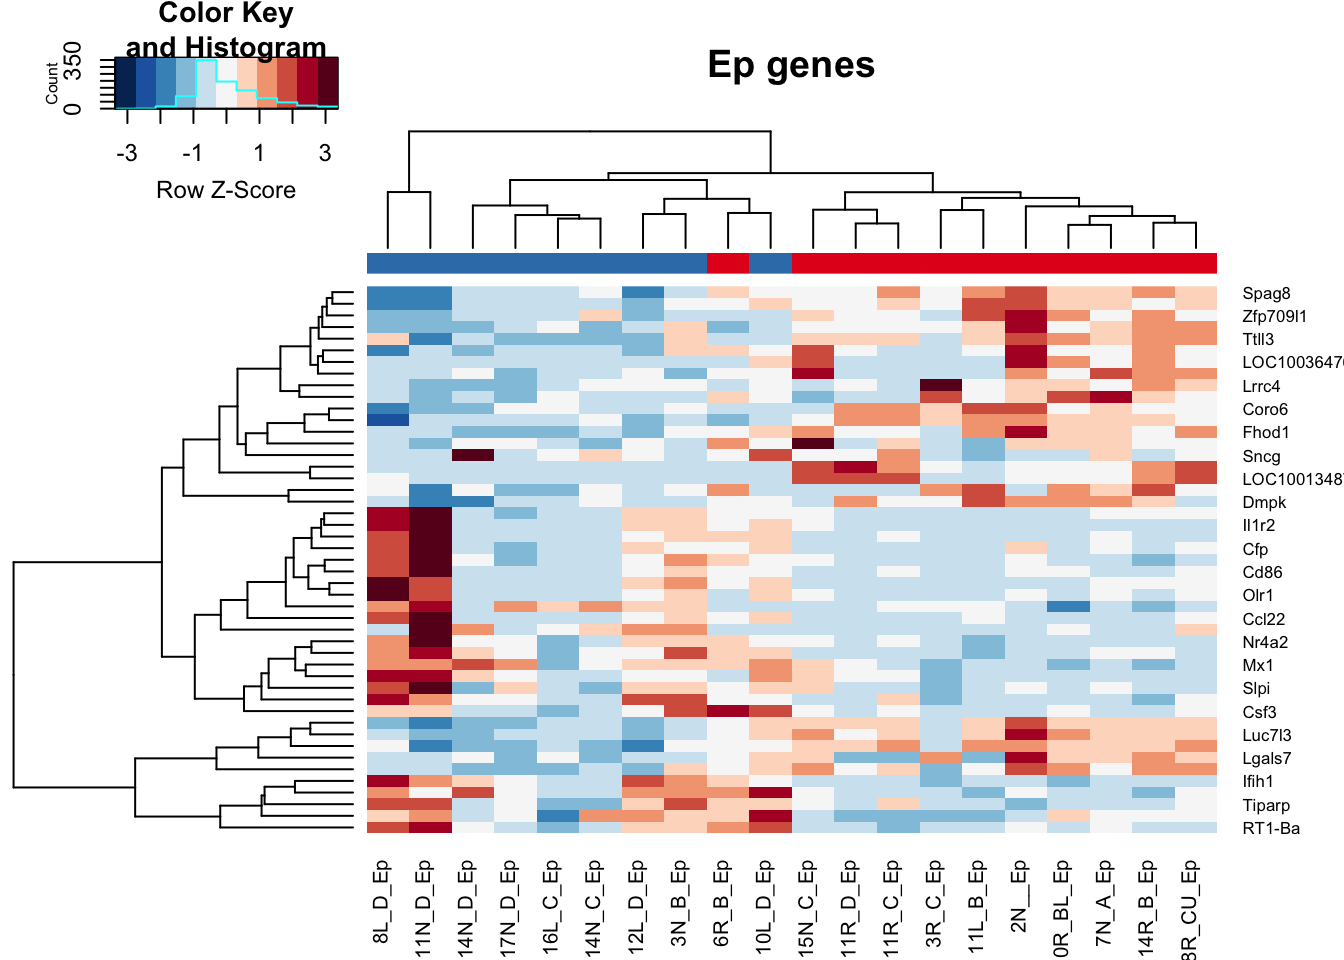 Color Key
and Histogram
Ep genes
Count
0 350
-3 -1 1 3
Row Z-Score
Spag8
Zfp709l1
Ttll3
LOC1003647
Lrrc4
Coro6
Fhod1
Sncg
LOC1001348
Dmpk
Il1r2
Cfp
Cd86
Olr1
Ccl22
Nr4a2
Mx1
Slpi
Csf3
Luc7l3
Lgals7
Ifih1
Tiparp
RT1-Ba
8L_D_Ep
11N_D_Ep
14N_D_Ep
17N_D_Ep
16L_C_Ep
14N_C_Ep
12L_D_Ep
3N_B_Ep
6R_B_Ep
10L_D_Ep
15N_C_Ep
11R_D_Ep
11R_C_Ep
3R_C_Ep
11L_B_Ep
2N__Ep
0R_BL_Ep
7N_A_Ep
14R_B_Ep
8R_CU_Ep